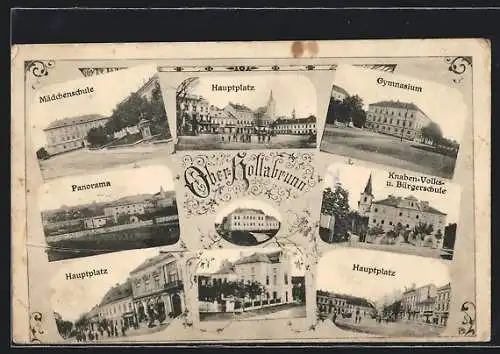 Mädchenschule
Hauptplatz
Gymnasium
Panorama
Ober-Hollabrunn
Knaben-Volks-
u. Bürgerschule
Hauptplatz
Hauptplatz